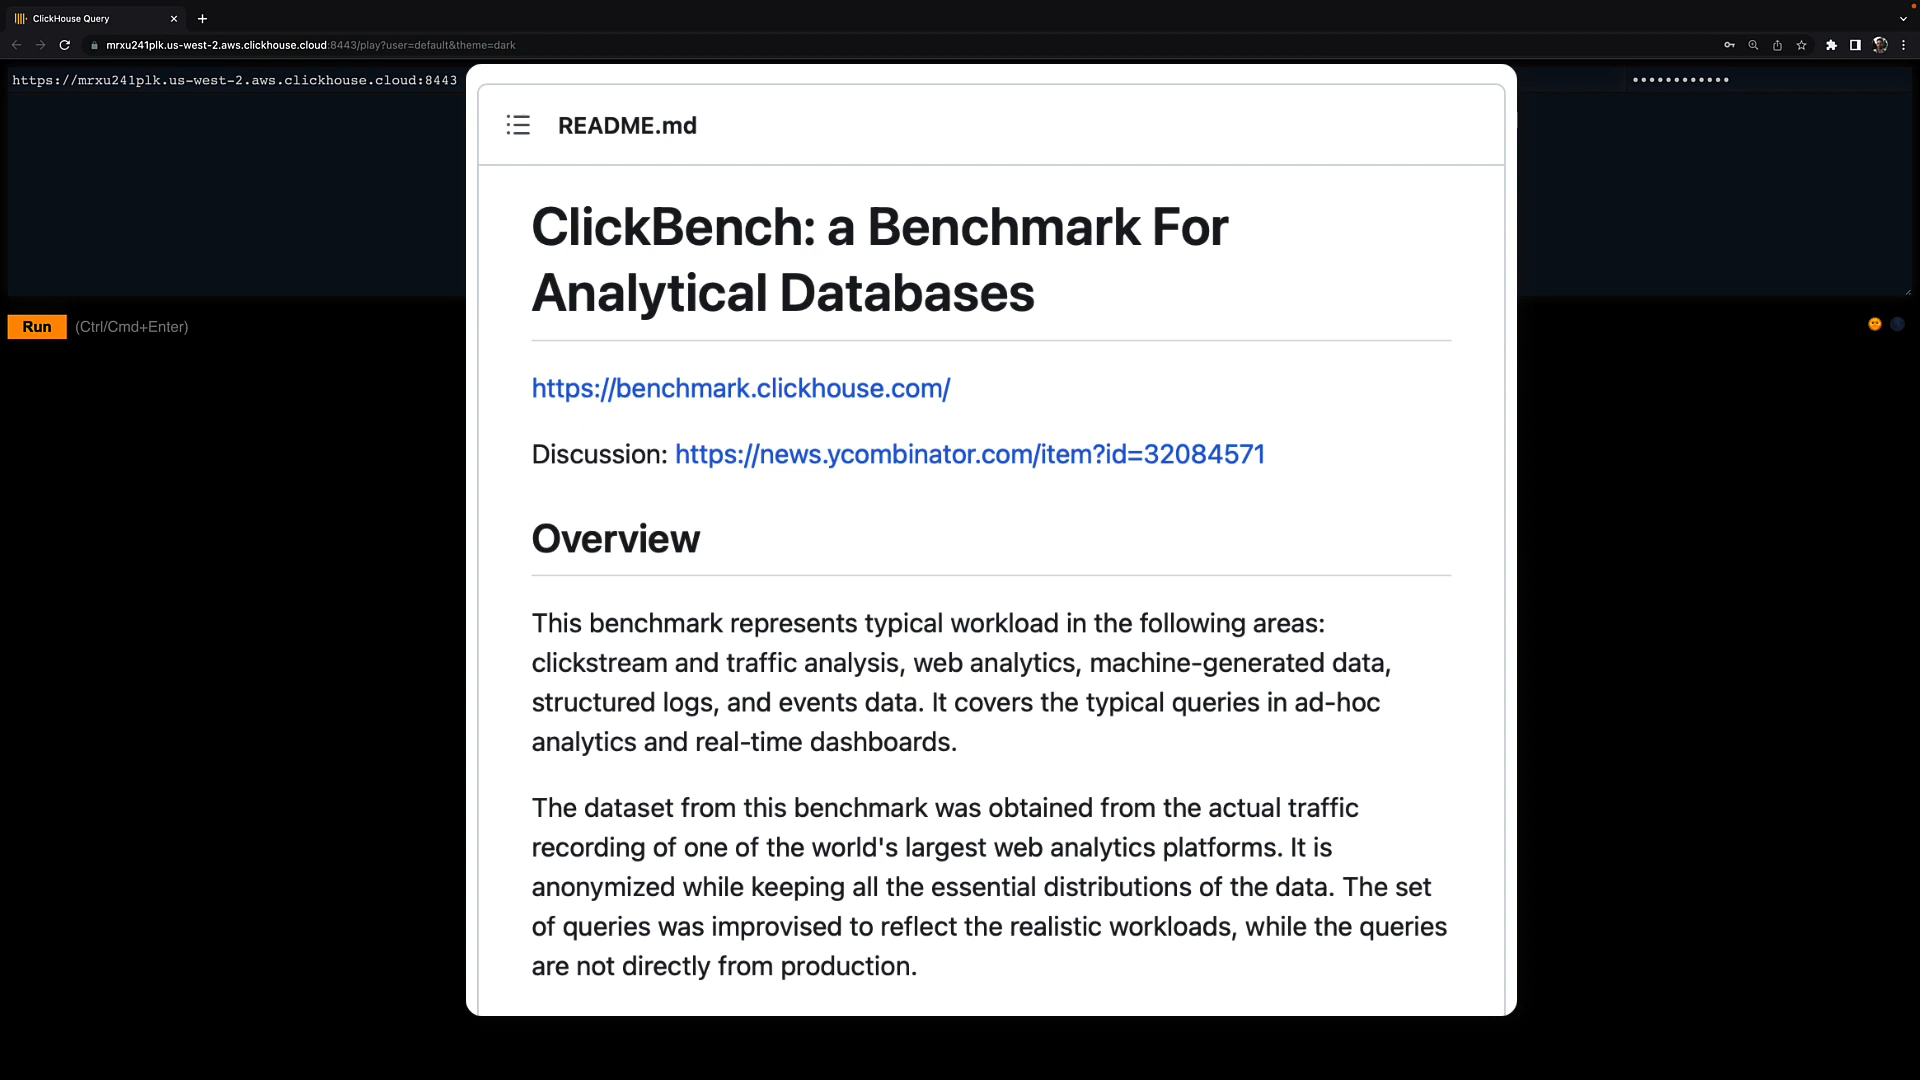 ClickHouse Query
mrxu241plk.us-west-2.aws.clickhouse.cloud:8443/play?user=default&theme=dark
https://mrxu241plk.us-west-2.aws.clickhouse.cloud:8443
••••••••••••
README.md
ClickBench: a Benchmark For
Analytical Databases
Run (Ctrl/Cmd+Enter)
https://benchmark.clickhouse.com/
Discussion: https://news.ycombinator.com/item?id=32084571
Overview
This benchmark represents typical workload in the following areas:
clickstream and traffic analysis, web analytics, machine-generated data,
structured logs, and events data. It covers the typical queries in ad-hoc
analytics and real-time dashboards.
The dataset from this benchmark was obtained from the actual traffic
recording of one of the world's largest web analytics platforms. It is
anonymized while keeping all the essential distributions of the data. The set
of queries was improvised to reflect the realistic workloads, while the queries
are not directly from production.